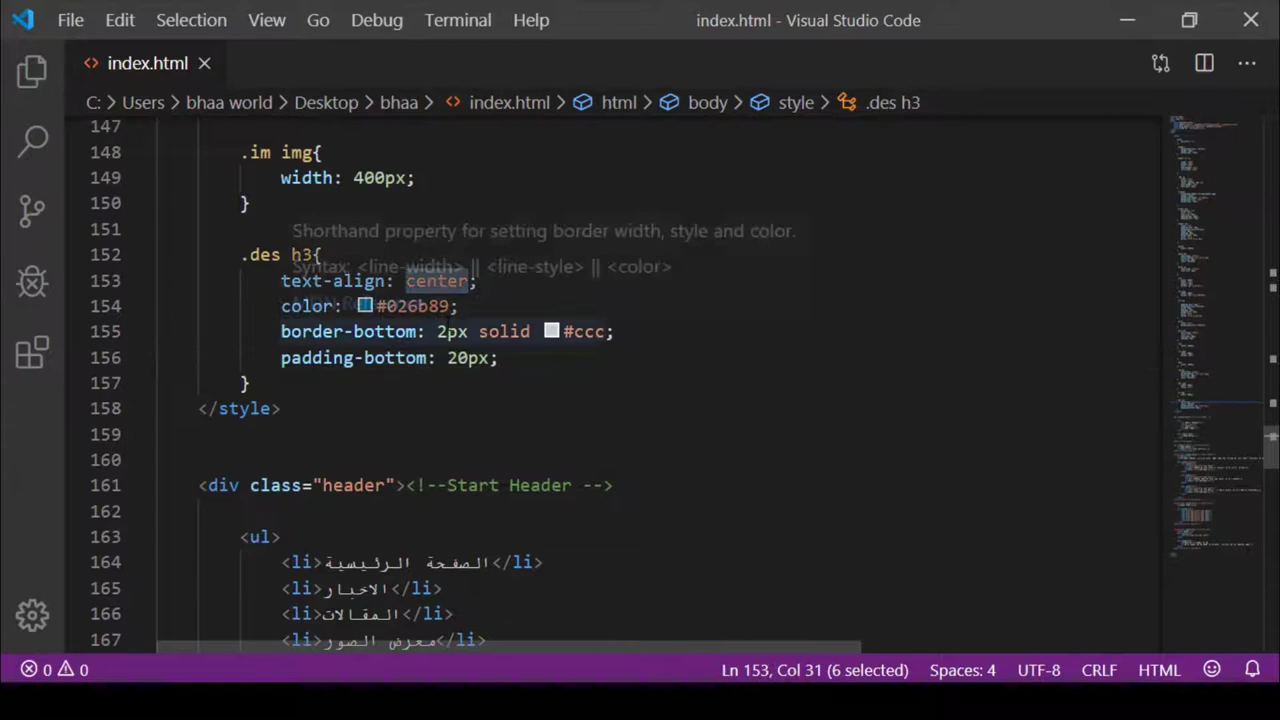 File Edit Selection View Go Debug Terminal Help index.html - Visual Studio Code
index.html
C: Users bhaa world Desktop bhaa index.html html body style .des h3
147
148 .im img{
149 width: 400px;
150 }
151
Shorthand property for setting border width, style and color.
152 .des h3{
Syntax: <line-width> || <line-style> || <color>
153 text-align: center;
154 color: #026b89;
155 border-bottom: 2px solid #ccc;
156 padding-bottom: 20px;
157 }
158 </style>
159
160
161 <div class="header"><!--Start Header -->
162
163 <ul>
164 <li>الصفحة الرئيسية</li>
165 <li>الاخبار</li>
166 <li>المقالات</li>
167 <li>معرض الصور</li>
0 0 Ln 153, Col 31 (6 selected) Spaces: 4 UTF-8 CRLF HTML